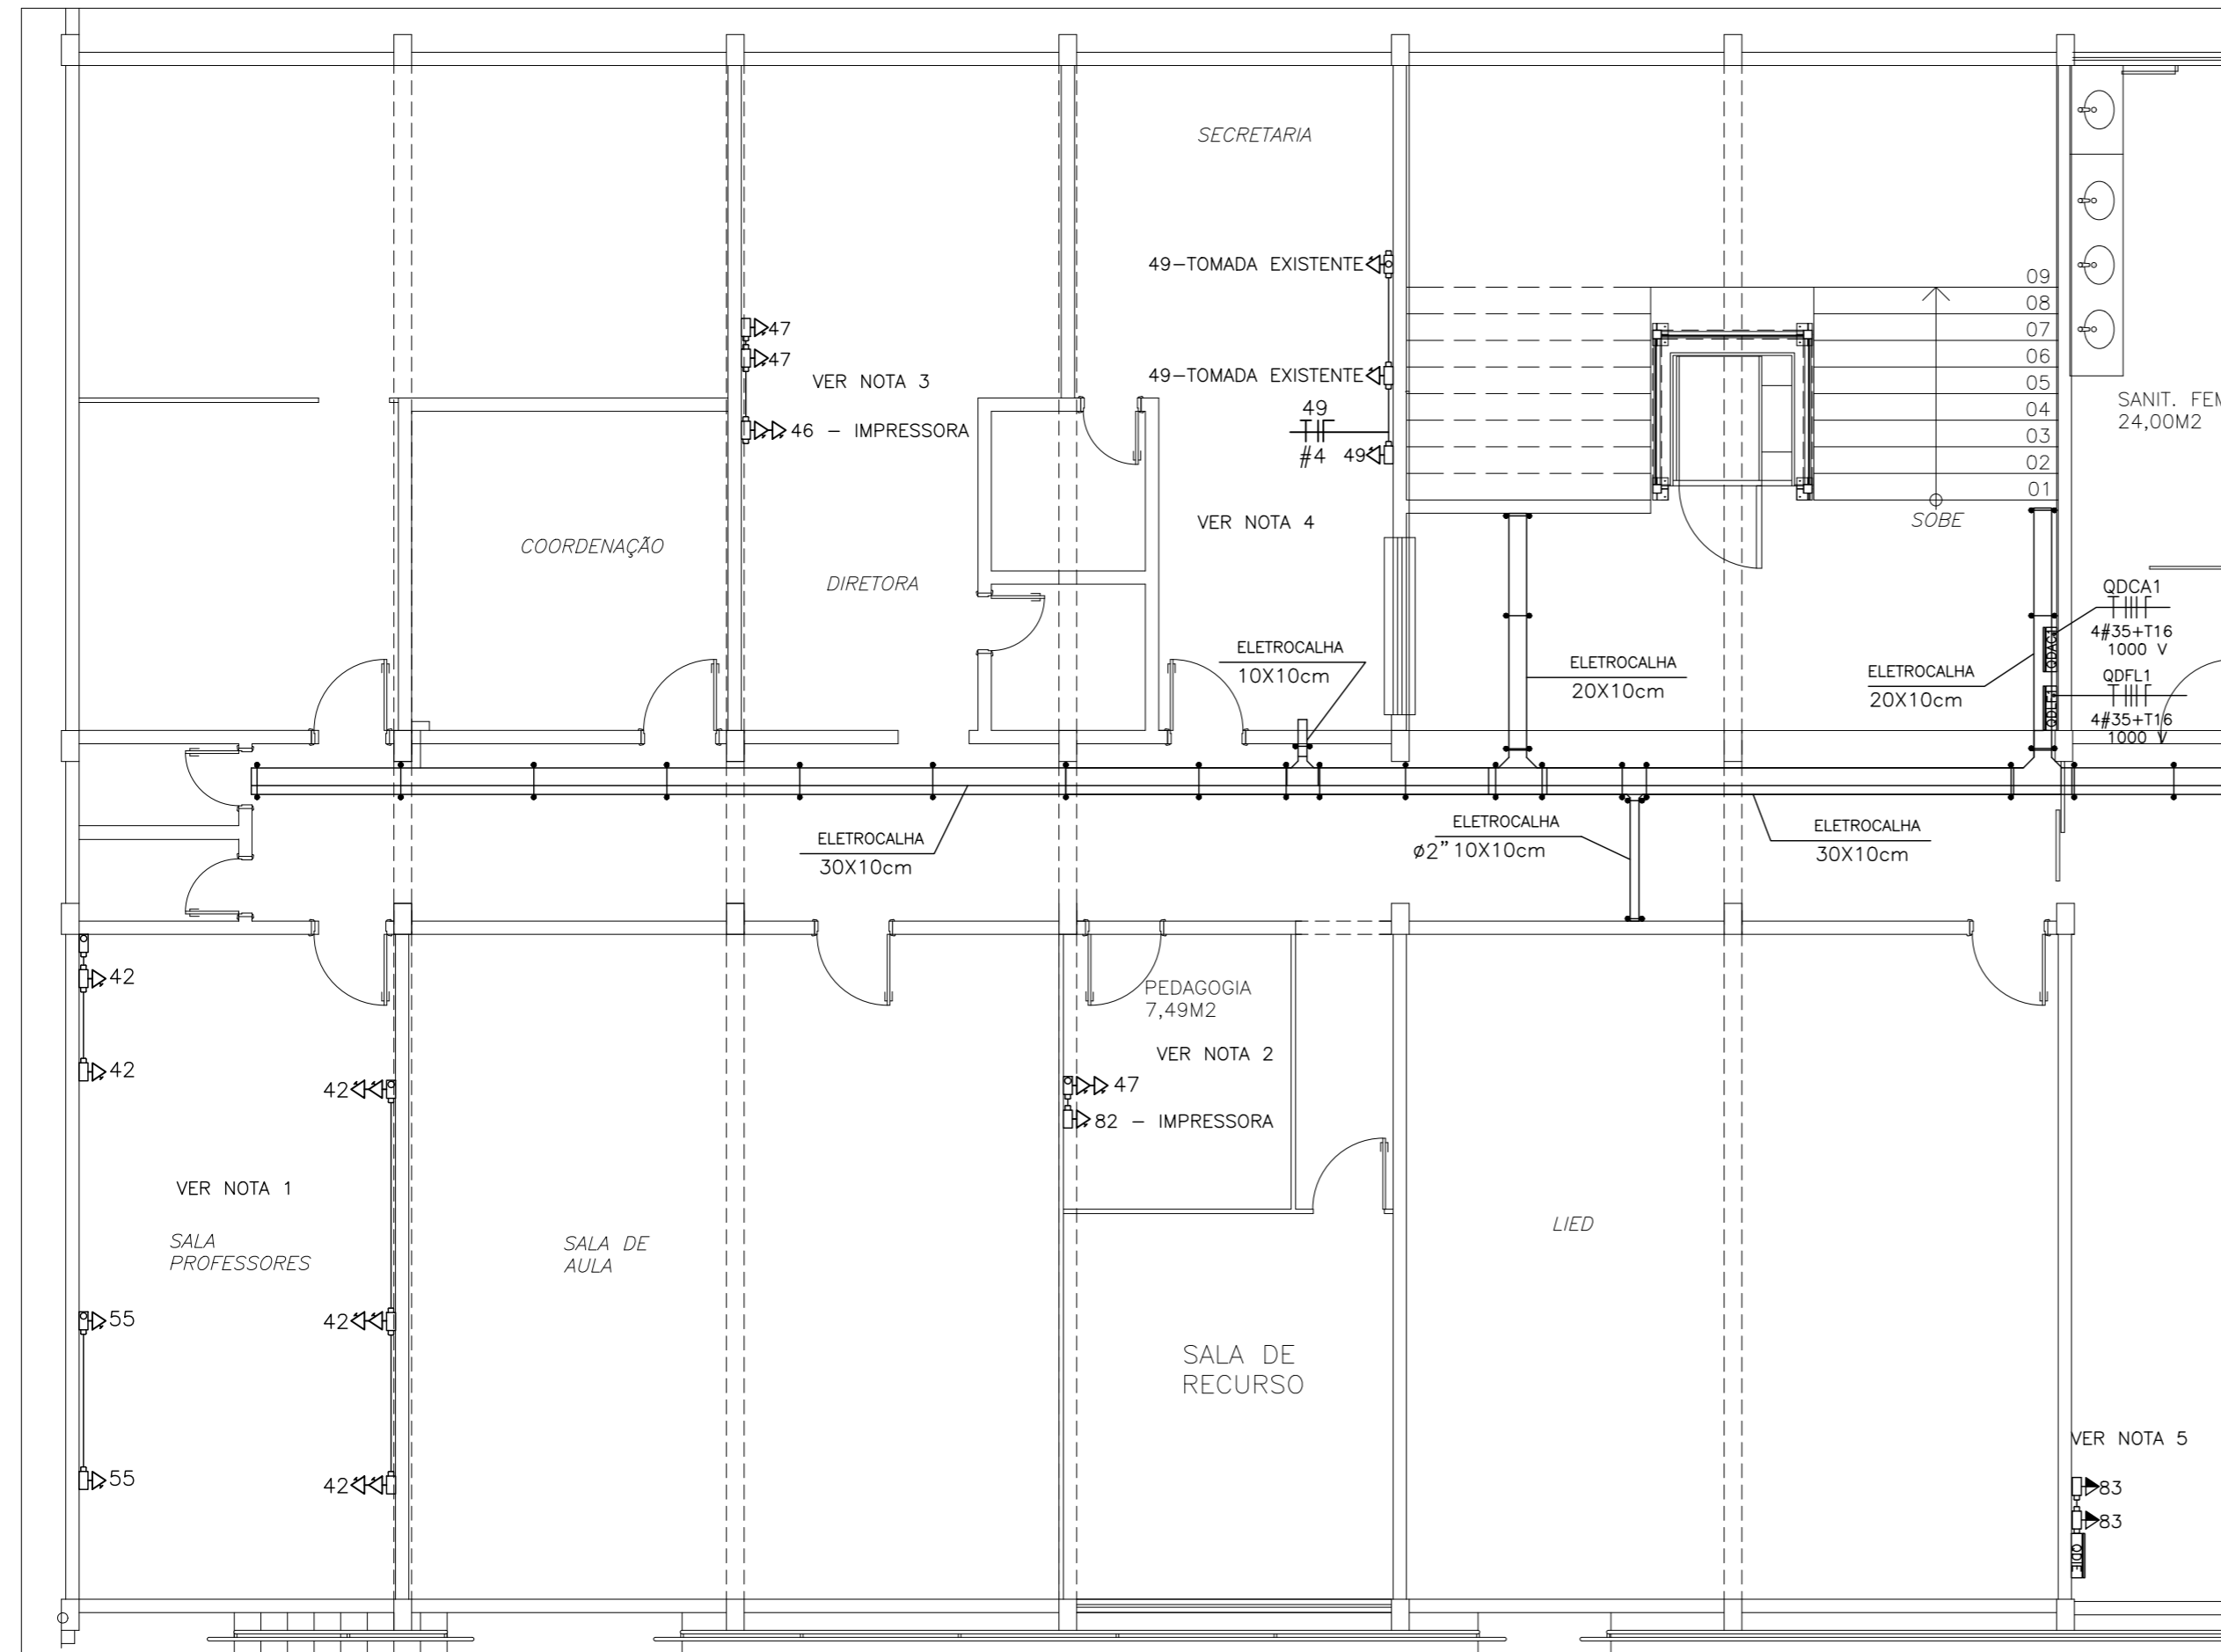 SECRETARIA
49-TOMADA EXISTENTE
09
08
07
06
05
04
03
02
01
SOBE
47
47
VER NOTA 3
46 - IMPRESSORA
49-TOMADA EXISTENTE
49
#4
49
VER NOTA 4
SANIT. FEM
24,00M2
COORDENAÇÃO
DIRETORA
QDCA1
4#35+T16
1000 V
QDAC1
QDFL1
4#35+T16
1000 V
QDLF1
ELETROCALHA
10X10cm
ELETROCALHA
20X10cm
ELETROCALHA
20X10cm
ELETROCALHA
30X10cm
ELETROCALHA
ø2" 10X10cm
ELETROCALHA
30X10cm
42
42
42
PEDAGOGIA
7,49M2
VER NOTA 2
47
82 - IMPRESSORA
VER NOTA 1
SALA
PROFESSORES
SALA DE
AULA
LIED
55
42
SALA DE
RECURSO
55
42
VER NOTA 5
83
83
QDIE